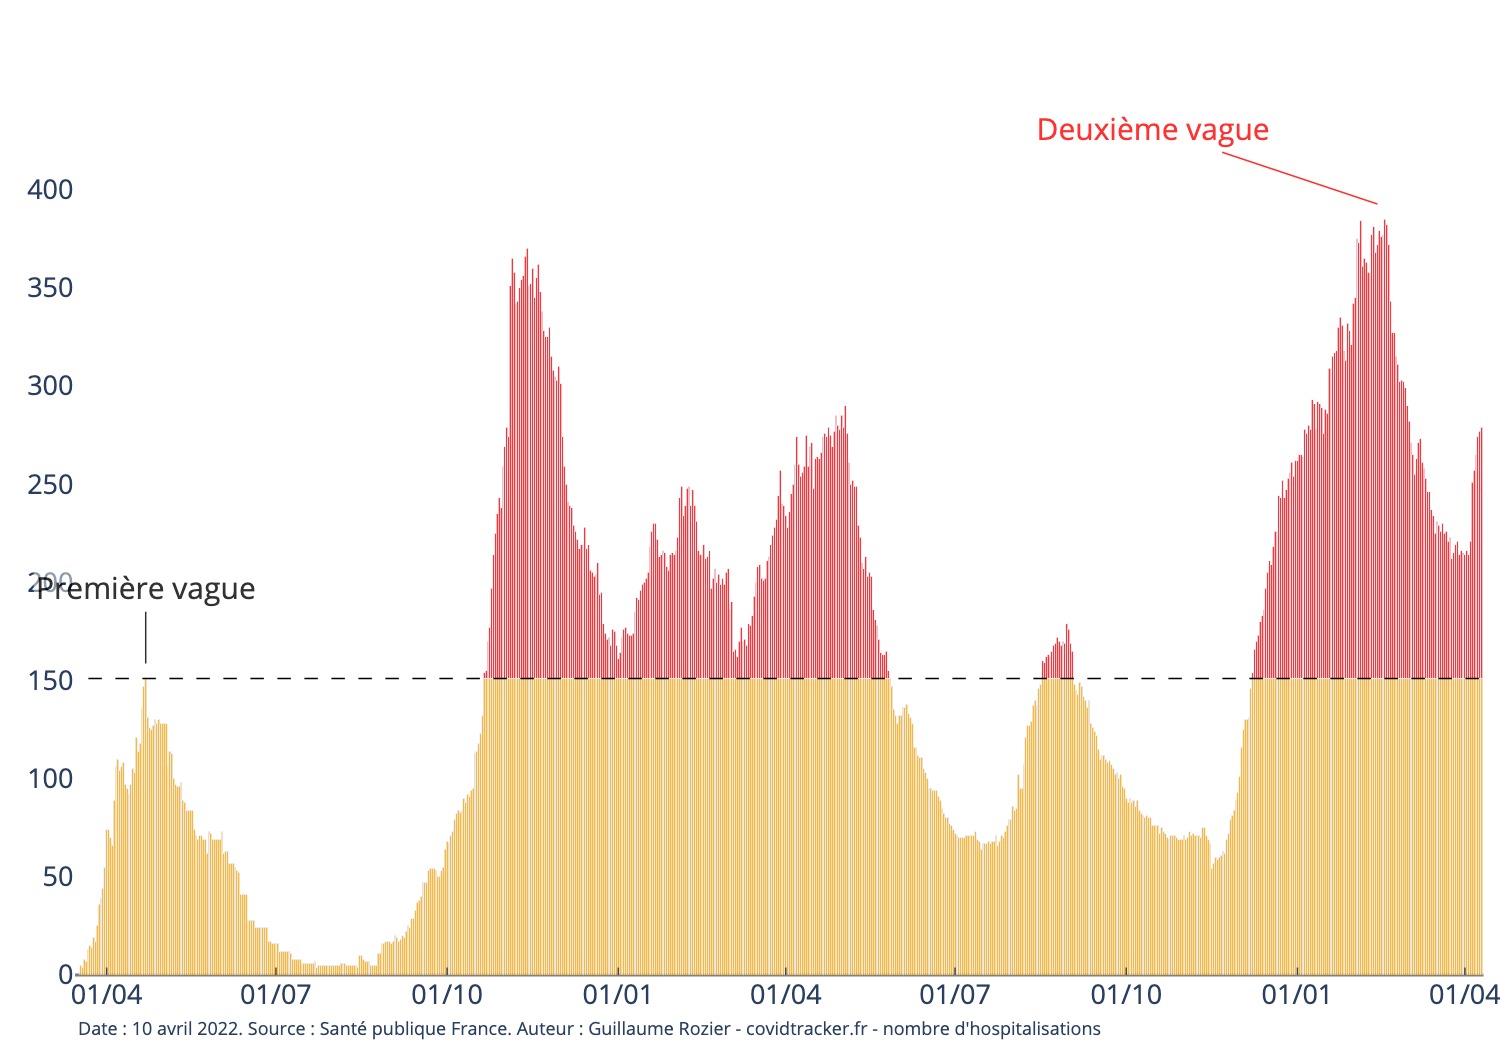 Deuxième vague
400
350
300
250
200
Première vague
150
100
50
0
01/04 01/07 01/10 01/01 01/04 01/07 01/10 01/01 01/04
Date : 10 avril 2022. Source : Santé publique France. Auteur : Guillaume Rozier - covidtracker.fr - nombre d'hospitalisations